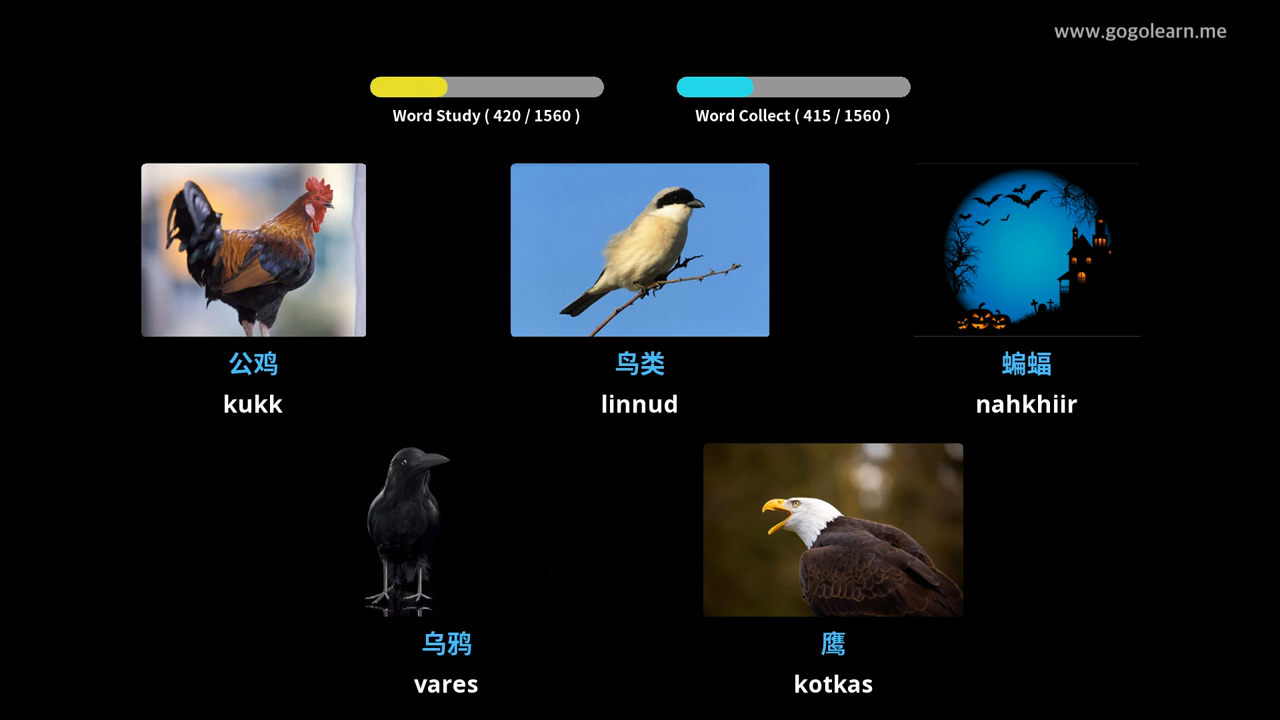 www.gogolearn.me
Word Study ( 420 / 1560 )
Word Collect ( 415 / 1560 )
公鸡
kukk
鸟类
linnud
蝙蝠
nahkhiir
乌鸦
vares
鹰
kotkas